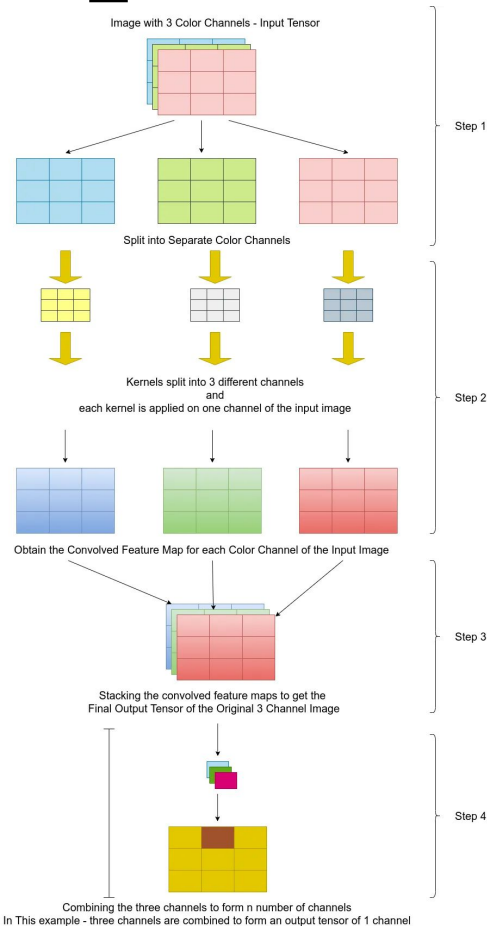 Image with 3 Color Channels - Input Tensor
Step 1
Split into Separate Color Channels
Kernels split into 3 different channels
and
each kernel is applied on one channel of the input image
Step 2
Obtain the Convolved Feature Map for each Color Channel of the Input Image
Step 3
Stacking the convolved feature maps to get the
Final Output Tensor of the Original 3 Channel Image
Step 4
Combining the three channels to form n number of channels
In This example - three channels are combined to form an output tensor of 1 channel